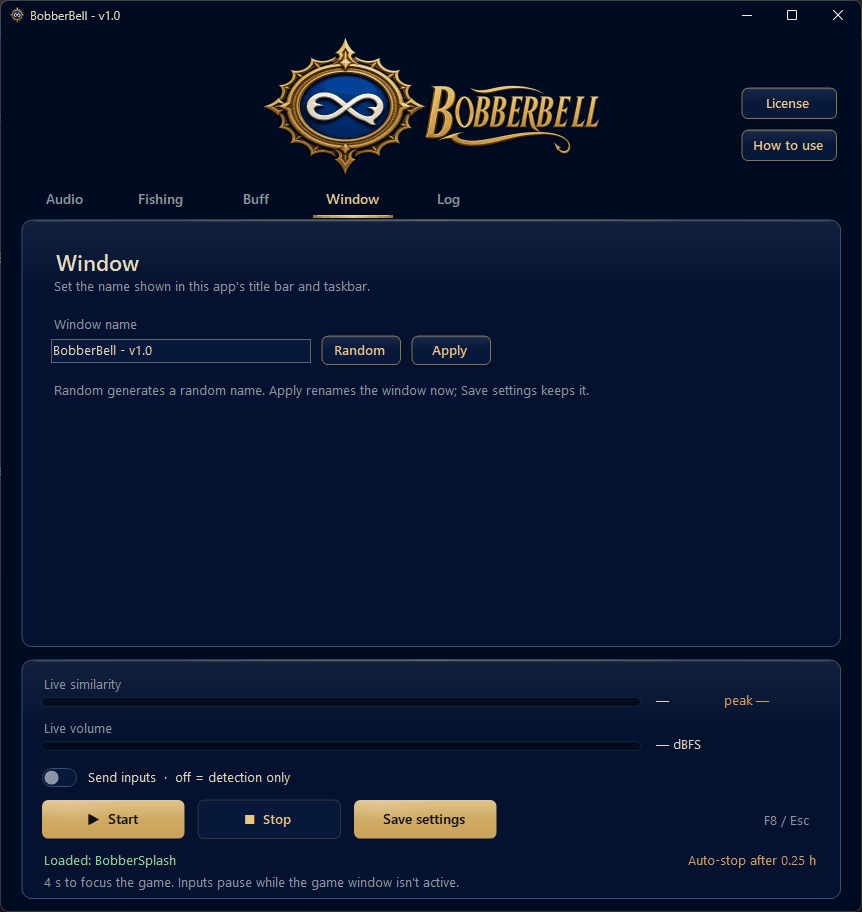 BobberBell - v1.0
BOBBERBELL
License
How to use
Audio Fishing Buff Window Log
Window
Set the name shown in this app's title bar and taskbar.
Window name
BobberBell - v1.0 Random Apply
Random generates a random name. Apply renames the window now; Save settings keeps it.
Live similarity
— peak —
Live volume
— dBFS
Send inputs · off = detection only
Start Stop Save settings F8 / Esc
Loaded: BobberSplash Auto-stop after 0.25 h
4 s to focus the game. Inputs pause while the game window isn't active.